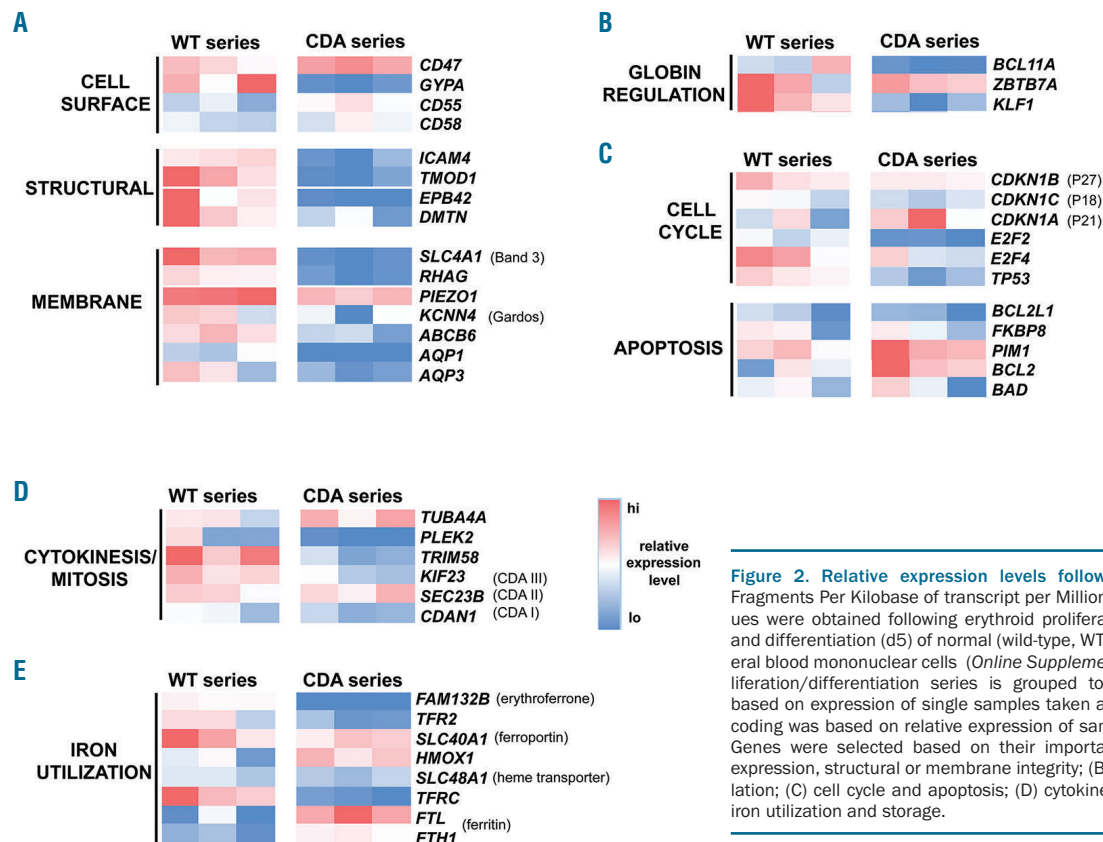 A
WT series CDA series
CELL
SURFACE
CD47
GYPA
CD55
CD58
STRUCTURAL
ICAM4
TMOD1
EPB42
DMTN
MEMBRANE
SLC4A1 (Band 3)
RHAG
PIEZO1
KCNN4 (Gardos)
ABCB6
AQP1
AQP3
B
WT series CDA series
GLOBIN
REGULATION
BCL11A
ZBTB7A
KLF1
C
WT series CDA series
CELL
CYCLE
CDKN1B (P27)
CDKN1C (P18)
CDKN1A (P21)
E2F2
E2F4
TP53
APOPTOSIS
BCL2L1
FKBP8
PIM1
BCL2
BAD
D
WT series CDA series
CYTOKINESIS/
MITOSIS
TUBA4A
PLEK2
TRIM58
KIF23 (CDA III)
SEC23B (CDA II)
CDAN1 (CDA I)
hi
relative
expression
level
lo
E
WT series CDA series
IRON
UTILIZATION
FAM132B (erythroferrone)
TFR2
SLC40A1 (ferroportin)
HMOX1
SLC48A1 (heme transporter)
TFRC
FTL
(ferritin)
FTH1
Figure 2. Relative expression levels follow
Fragments Per Kilobase of transcript per Million
ues were obtained following erythroid prolifera
and differentiation (d5) of normal (wild-type, WT
eral blood mononuclear cells (Online Suppleme
liferation/differentiation series is grouped to
based on expression of single samples taken a
coding was based on relative expression of sar
Genes were selected based on their importa
expression, structural or membrane integrity; (B
lation; (C) cell cycle and apoptosis; (D) cytokine
iron utilization and storage.